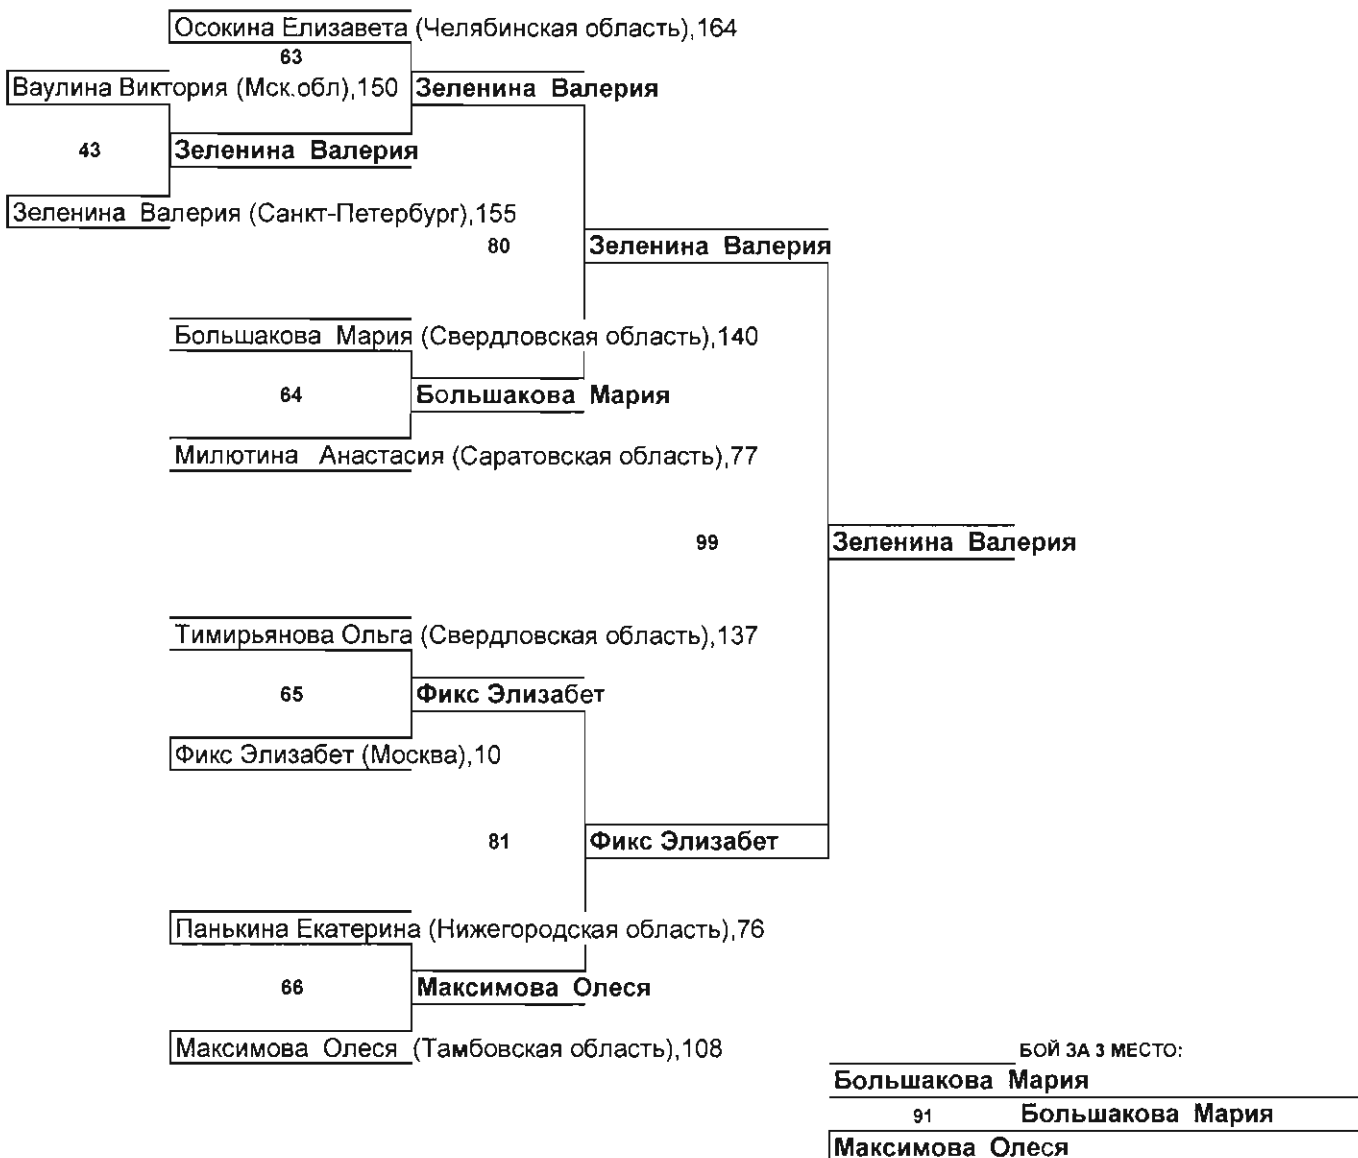 Осокина Елизавета (Челябинская область),164
63
Ваулина Виктория (Мск.обл),150 Зеленина Валерия
43 Зеленина Валерия
Зеленина Валерия (Санкт-Петербург),155
80 Зеленина Валерия
Большакова Мария (Свердловская область),140
64 Большакова Мария
Милютина Анастасия (Саратовская область),77
99 Зеленина Валерия
Тимирьянова Ольга (Свердловская область),137
65 Фикс Элизабет
Фикс Элизабет (Москва),10
81 Фикс Элизабет
Панькина Екатерина (Нижегородская область),76
66 Максимова Олеся
Максимова Олеся (Тамбовская область),108
БОЙ ЗА 3 МЕСТО:
Большакова Мария
91 Большакова Мария
Максимова Олеся